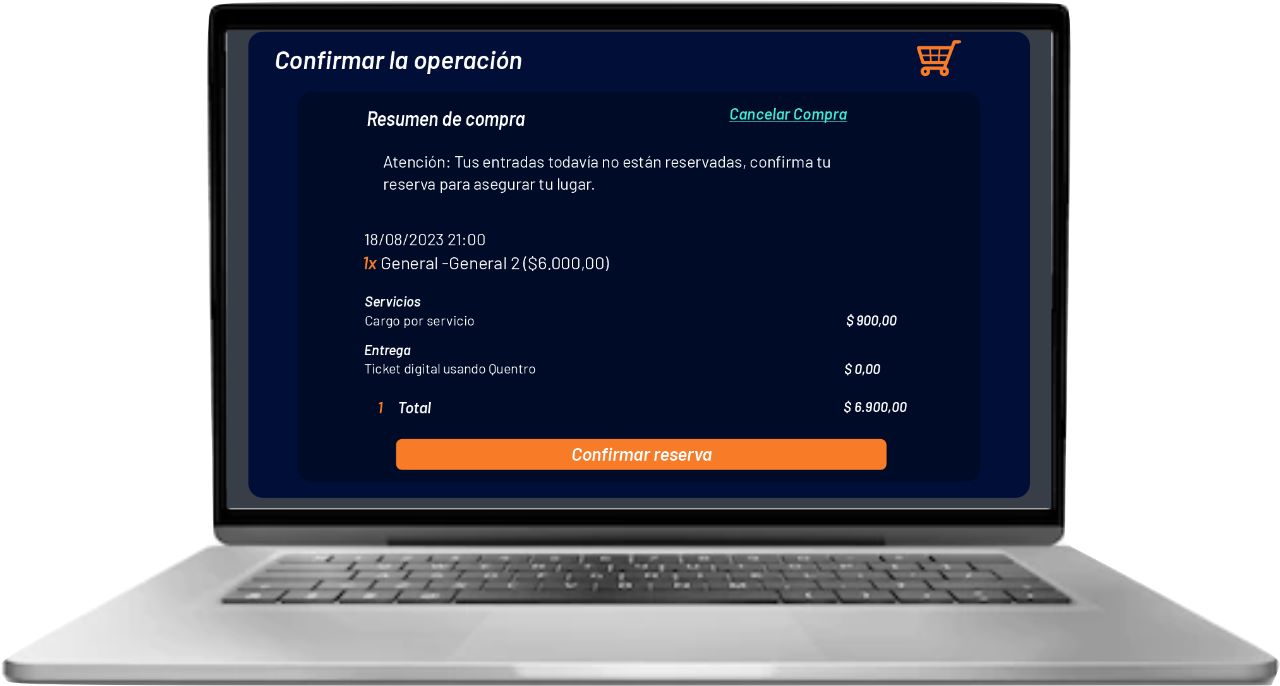 Confirmar la operación
Resumen de compra
Cancelar Compra
Atención: Tus entradas todavía no están reservadas, confirma tu
reserva para asegurar tu lugar.
18/08/2023 21:00
1x General -General 2 ($6.000,00)
Servicios
Cargo por servicio $ 900,00
Entrega
Ticket digital usando Quentro $ 0,00
1 Total $ 6.900,00
Confirmar reserva